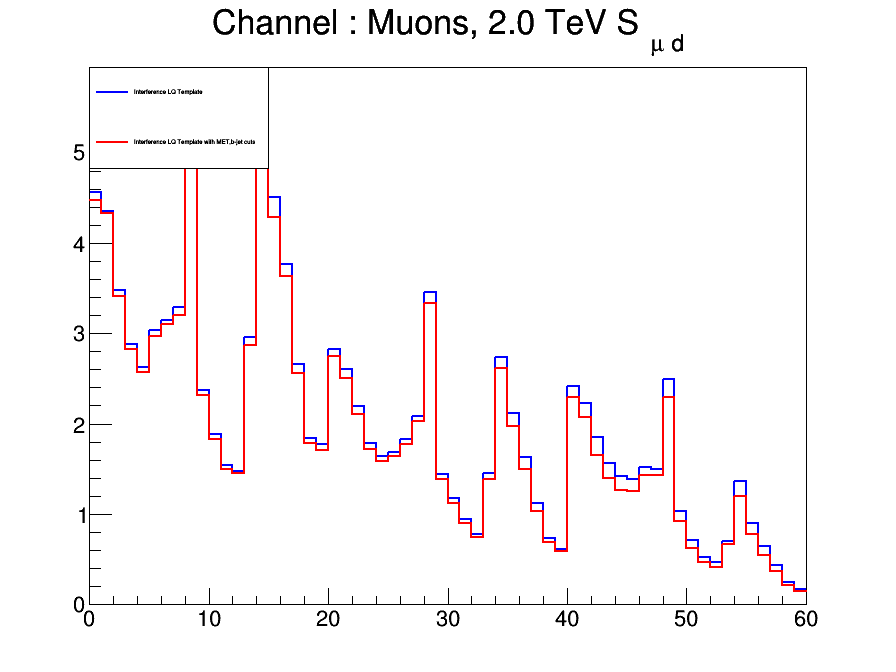 Channel : Muons, 2.0 TeV S μ d
Interference LQ Template
Interference LQ Template with MET,b-jet cuts
5
4
3
2
1
0
0 10 20 30 40 50 60